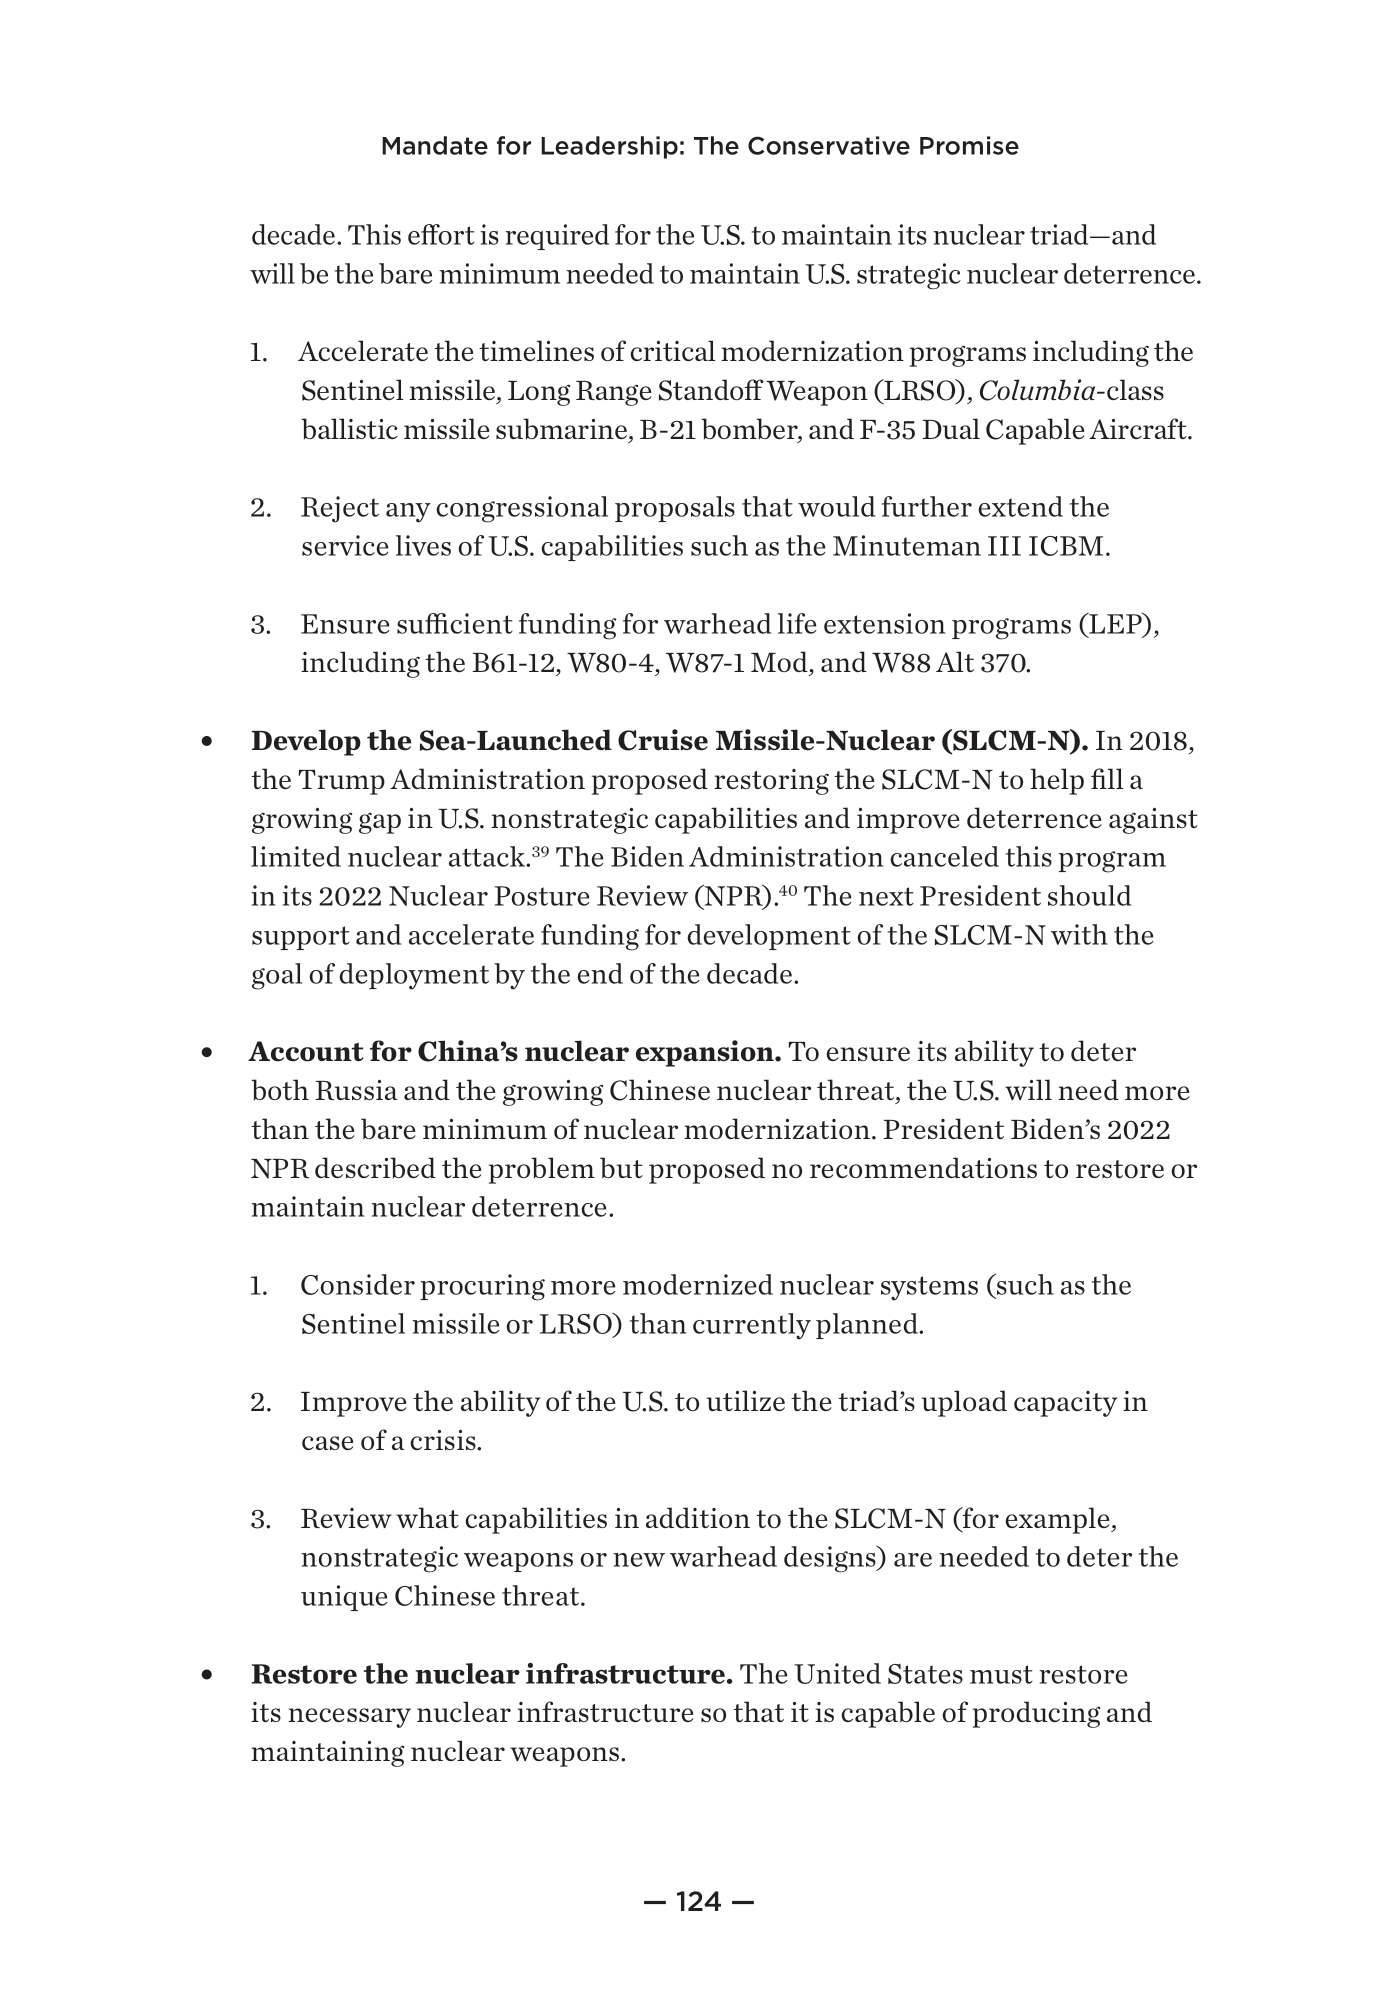 Mandate for Leadership: The Conservative Promise
decade. This effort is required for the U.S. to maintain its nuclear triad—and
will be the bare minimum needed to maintain U.S. strategic nuclear deterrence.
1. Accelerate the timelines of critical modernization programs including the
Sentinel missile, Long Range Standoff Weapon (LRSO), Columbia-class
ballistic missile submarine, B-21 bomber, and F-35 Dual Capable Aircraft.
2. Reject any congressional proposals that would further extend the
service lives of U.S. capabilities such as the Minuteman III ICBM.
3. Ensure sufficient funding for warhead life extension programs (LEP),
including the B61-12, W80-4, W87-1 Mod, and W88 Alt 370.
• Develop the Sea-Launched Cruise Missile-Nuclear (SLCM-N). In 2018,
the Trump Administration proposed restoring the SLCM-N to help fill a
growing gap in U.S. nonstrategic capabilities and improve deterrence against
limited nuclear attack.³⁹ The Biden Administration canceled this program
in its 2022 Nuclear Posture Review (NPR).⁴⁰ The next President should
support and accelerate funding for development of the SLCM-N with the
goal of deployment by the end of the decade.
• Account for China’s nuclear expansion. To ensure its ability to deter
both Russia and the growing Chinese nuclear threat, the U.S. will need more
than the bare minimum of nuclear modernization. President Biden’s 2022
NPR described the problem but proposed no recommendations to restore or
maintain nuclear deterrence.
1. Consider procuring more modernized nuclear systems (such as the
Sentinel missile or LRSO) than currently planned.
2. Improve the ability of the U.S. to utilize the triad’s upload capacity in
case of a crisis.
3. Review what capabilities in addition to the SLCM-N (for example,
nonstrategic weapons or new warhead designs) are needed to deter the
unique Chinese threat.
• Restore the nuclear infrastructure. The United States must restore
its necessary nuclear infrastructure so that it is capable of producing and
maintaining nuclear weapons.
— 124 —